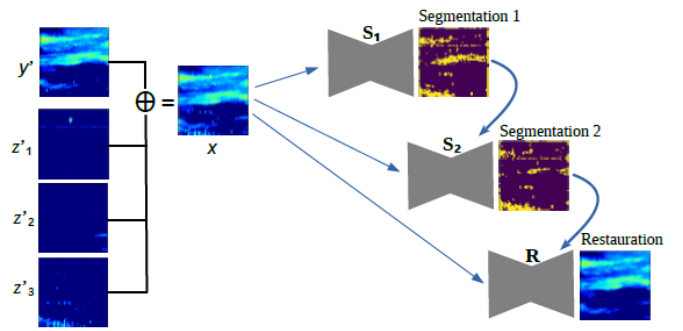 y'
z'₁
z'₂
z'₃
⊕ =
x
S₁
Segmentation 1
S₂
Segmentation 2
R
Restauration